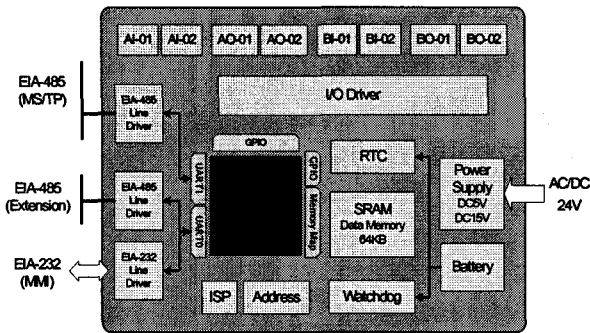 AI-01 AI-02 AO-01 AO-02 BI-01 BI-02 BO-01 BO-02
I/O Driver
EIA-485
(MS/TP)
EIA-485
Line
Driver
GPIO
UART1
GPIO
RTC
Power
Supply
DC5V
DC15V
AC/DC
24V
EIA-485
(Extension)
EIA-485
Line
Driver
UART0
Memory Map
SRAM
Data Memory
64KB
EIA-232
(MMI)
EIA-232
Line
Driver
Battery
ISP
Address
Watchdog